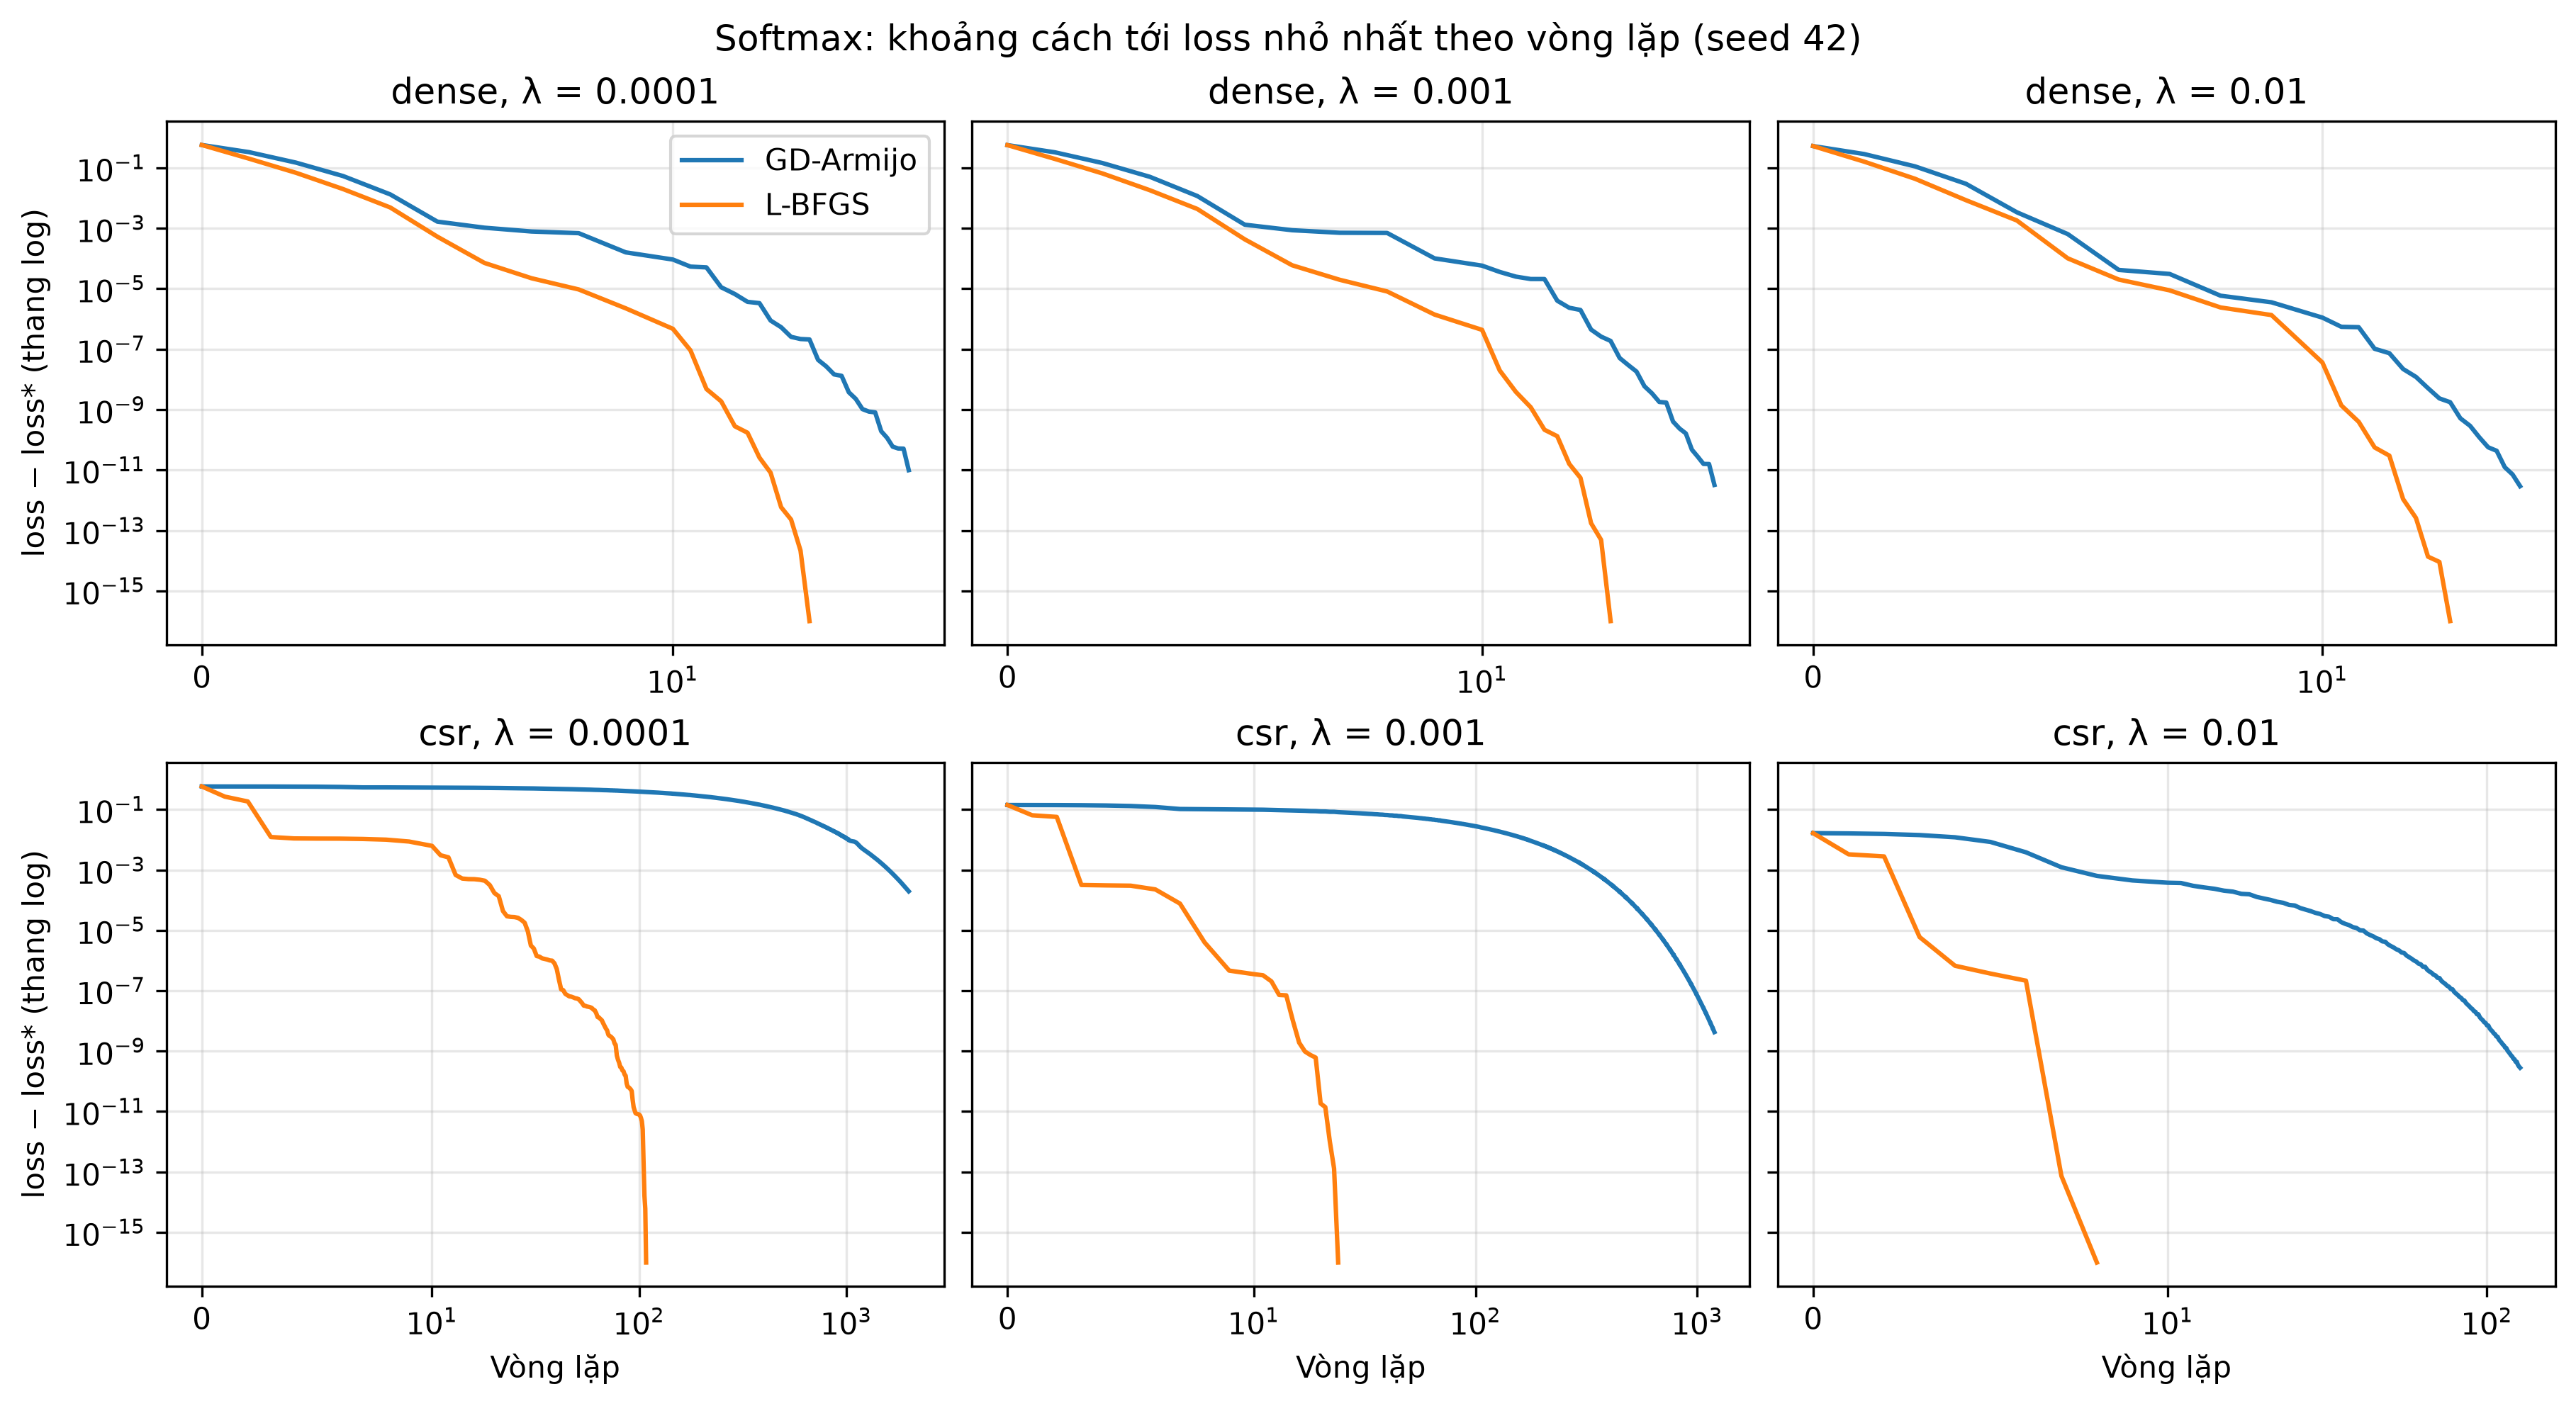 Softmax: khoảng cách tới loss nhỏ nhất theo vòng lặp (seed 42)
dense, λ = 0.0001
dense, λ = 0.001
dense, λ = 0.01
GD-Armijo
L-BFGS
loss − loss* (thang log)
10⁻¹
10⁻³
10⁻⁵
10⁻⁷
10⁻⁹
10⁻¹¹
10⁻¹³
10⁻¹⁵
0 10¹
0 10¹
0 10¹
csr, λ = 0.0001
csr, λ = 0.001
csr, λ = 0.01
loss − loss* (thang log)
10⁻¹
10⁻³
10⁻⁵
10⁻⁷
10⁻⁹
10⁻¹¹
10⁻¹³
10⁻¹⁵
0 10¹ 10² 10³
0 10¹ 10² 10³
0 10¹ 10²
Vòng lặp
Vòng lặp
Vòng lặp